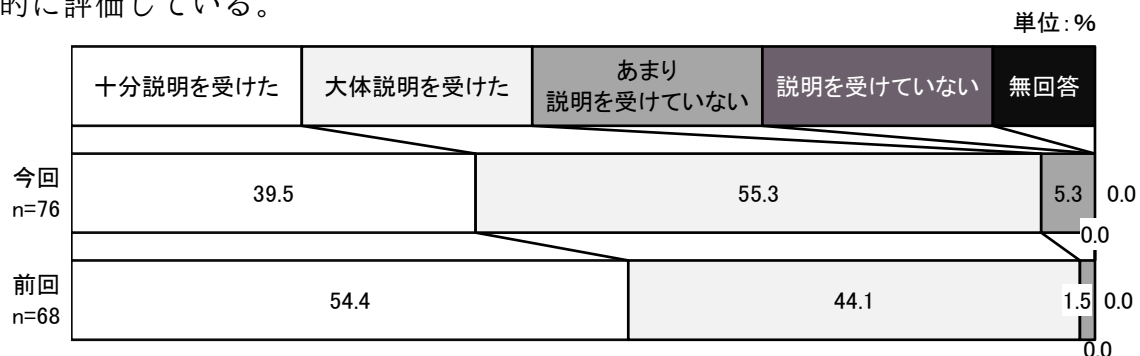 的に評価している。
単位：%
十分説明を受けた
大体説明を受けた
あまり
説明を受けていない
説明を受けていない
無回答
今回
n=76
39.5
55.3
5.3
0.0
0.0
前回
n=68
54.4
44.1
1.5
0.0
0.0